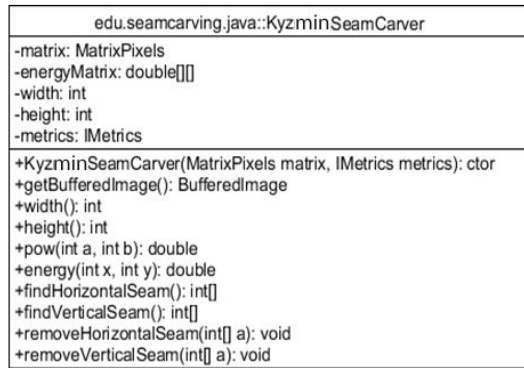 edu.seamcarving.java::KyzminSeamCarver
-matrix: MatrixPixels
-energyMatrix: double[][]
-width: int
-height: int
-metrics: IMetrics
+KyzminSeamCarver(MatrixPixels matrix, IMetrics metrics): ctor
+getBufferedImage(): BufferedImage
+width(): int
+height(): int
+pow(int a, int b): double
+energy(int x, int y): double
+findHorizontalSeam(): int[]
+findVerticalSeam(): int[]
+removeHorizontalSeam(int[] a): void
+removeVerticalSeam(int[] a): void